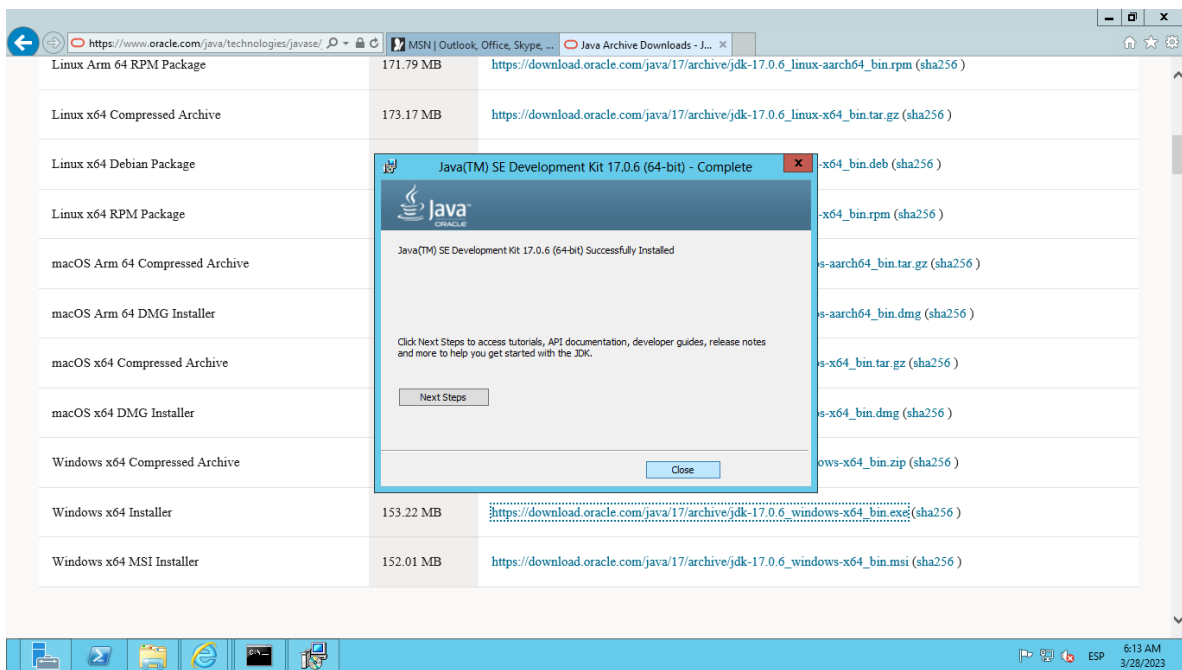 https://www.oracle.com/java/technologies/javase/
MSN | Outlook, Office, Skype, ...
Java Archive Downloads - J...
Linux Arm 64 RPM Package 171.79 MB https://download.oracle.com/java/17/archive/jdk-17.0.6_linux-aarch64_bin.rpm (sha256 )
Linux x64 Compressed Archive 173.17 MB https://download.oracle.com/java/17/archive/jdk-17.0.6_linux-x64_bin.tar.gz (sha256 )
Linux x64 Debian Package -x64_bin.deb (sha256 )
Java(TM) SE Development Kit 17.0.6 (64-bit) - Complete
Java
ORACLE
Linux x64 RPM Package -x64_bin.rpm (sha256 )
Java(TM) SE Development Kit 17.0.6 (64-bit) Successfully Installed
macOS Arm 64 Compressed Archive s-aarch64_bin.tar.gz (sha256 )
macOS Arm 64 DMG Installer s-aarch64_bin.dmg (sha256 )
Click Next Steps to access tutorials, API documentation, developer guides, release notes
and more to help you get started with the JDK.
macOS x64 Compressed Archive s-x64_bin.tar.gz (sha256 )
Next Steps
macOS x64 DMG Installer s-x64_bin.dmg (sha256 )
Windows x64 Compressed Archive ows-x64_bin.zip (sha256 )
Close
Windows x64 Installer 153.22 MB https://download.oracle.com/java/17/archive/jdk-17.0.6_windows-x64_bin.exe (sha256 )
Windows x64 MSI Installer 152.01 MB https://download.oracle.com/java/17/archive/jdk-17.0.6_windows-x64_bin.msi (sha256 )
ESP
6:13 AM
3/28/2023